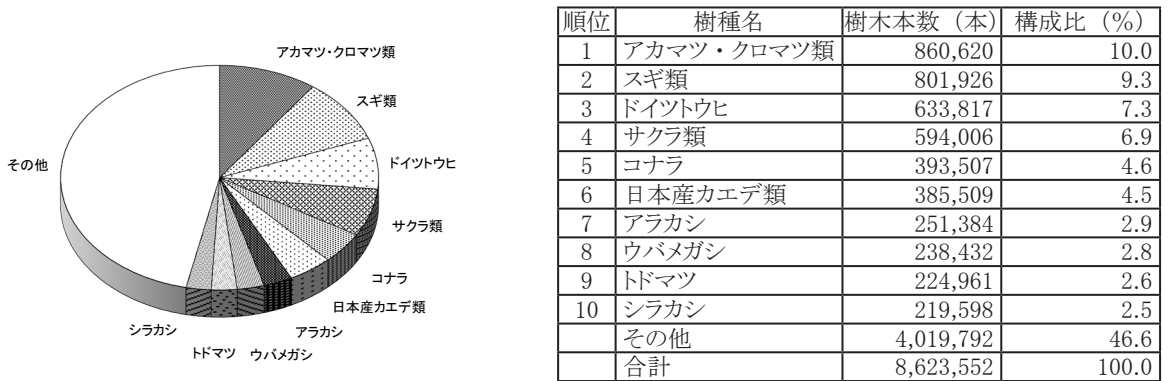 アカマツ・クロマツ類
スギ類
ドイツトウヒ
サクラ類
コナラ
日本産カエデ類
アラカシ
ウバメガシ
トドマツ
シラカシ
その他
順位 樹種名 樹木本数（本） 構成比（%）
1 アカマツ・クロマツ類 860,620 10.0
2 スギ類 801,926 9.3
3 ドイツトウヒ 633,817 7.3
4 サクラ類 594,006 6.9
5 コナラ 393,507 4.6
6 日本産カエデ類 385,509 4.5
7 アラカシ 251,384 2.9
8 ウバメガシ 238,432 2.8
9 トドマツ 224,961 2.6
10 シラカシ 219,598 2.5
その他 4,019,792 46.6
合計 8,623,552 100.0